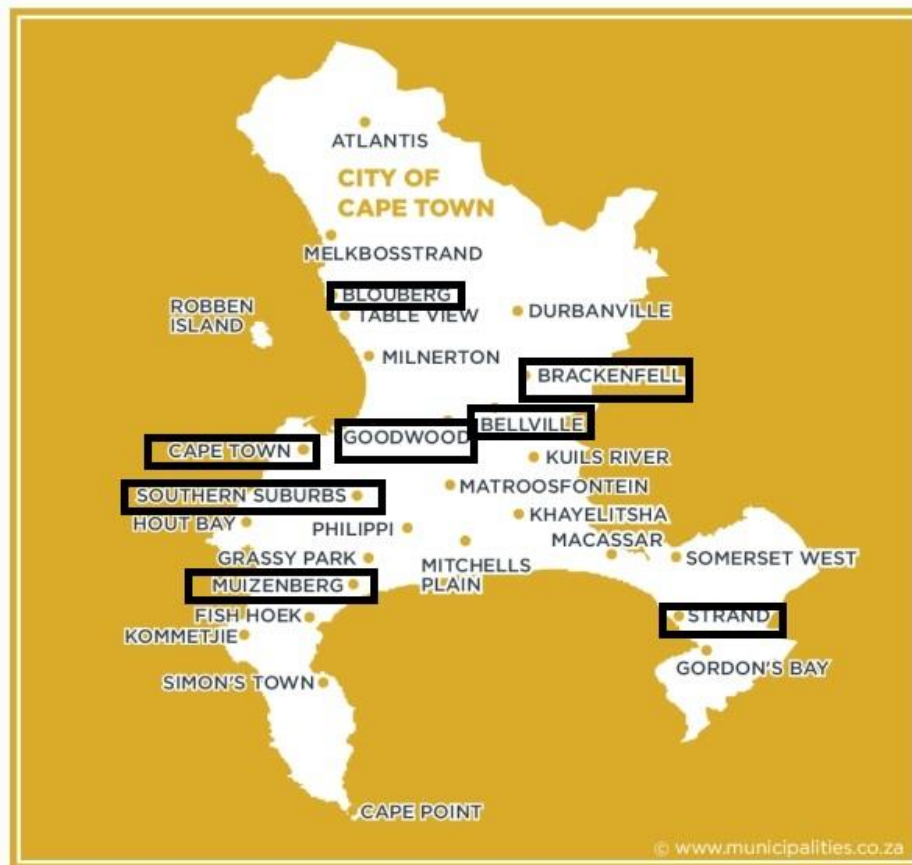 ATLANTIS
CITY OF
CAPE TOWN
MELKBOSSTRAND
BLOUBERG
ROBBEN
ISLAND
TABLE VIEW
DURBANVILLE
MILNERTON
BRACKENFELL
BELLVILLE
GOODWOOD
CAPE TOWN
KUILS RIVER
MATROOSFONTEIN
SOUTHERN SUBURBS
HOUT BAY
PHILIPPI
KHAYELITSHA
MACASSAR
GRASSY PARK
MITCHELLS
PLAIN
SOMERSET WEST
MUIZENBERG
FISH HOEK
STRAND
KOMMETJIE
GORDON'S BAY
SIMON'S TOWN
CAPE POINT
© www.municipalities.co.za